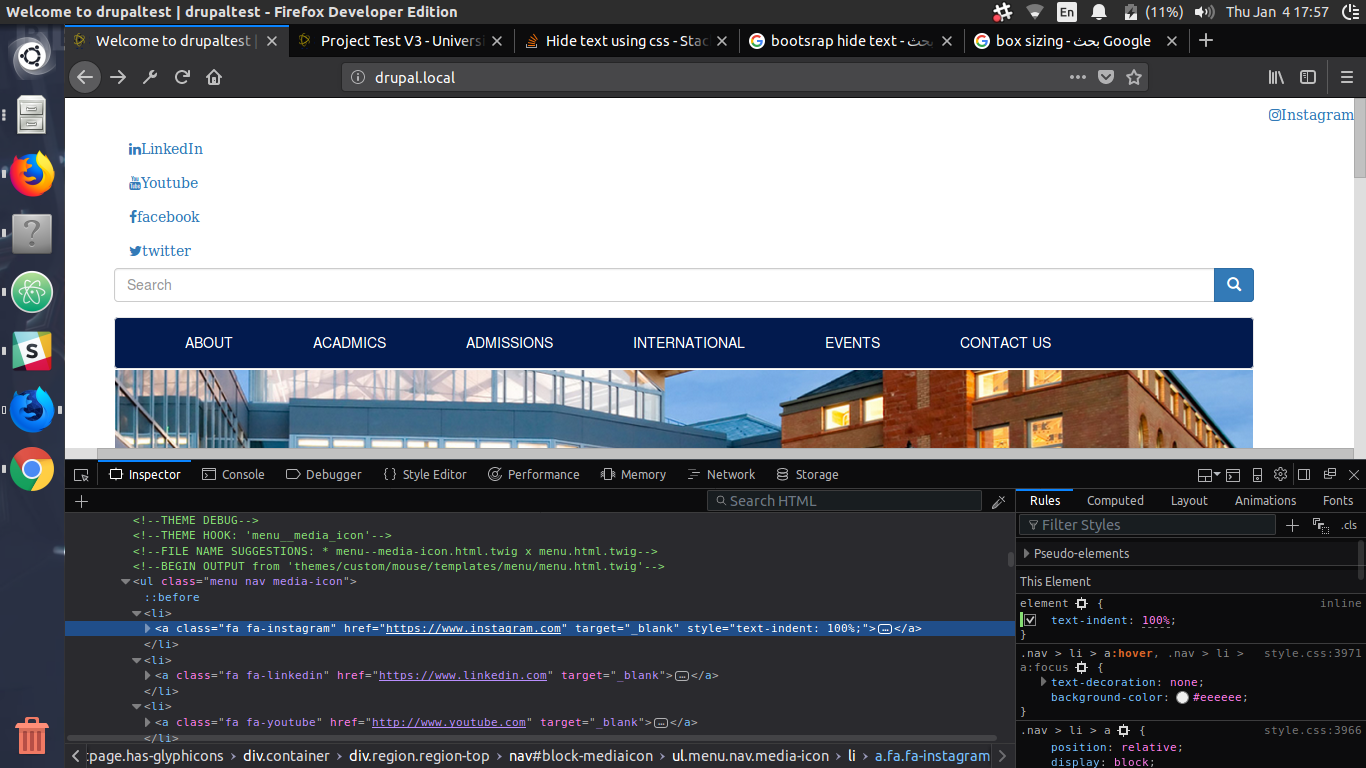 Welcome to drupaltest | drupaltest - Firefox Developer Edition
En
(11%)
Thu Jan 4 17:57
Welcome to drupaltest |
Project Test V3 - Universi
Hide text using css - Stac
bootsrap hide text - بحث
box sizing - بحث Google
drupal.local
Instagram
LinkedIn
Youtube
facebook
twitter
Search
ABOUT ACADMICS ADMISSIONS INTERNATIONAL EVENTS CONTACT US
Inspector Console Debugger Style Editor Performance Memory Network Storage
Search HTML
Rules Computed Layout Animations Fonts
Filter Styles
.cls
<!--THEME DEBUG-->
<!--THEME HOOK: 'menu__media_icon'-->
<!--FILE NAME SUGGESTIONS: * menu--media-icon.html.twig x menu.html.twig-->
<!--BEGIN OUTPUT from 'themes/custom/mouse/templates/menu/menu.html.twig'-->
<ul class="menu nav media-icon">
::before
<li>
<a class="fa fa-instagram" href="https://www.instagram.com" target="_blank" style="text-indent: 100%;">…</a>
</li>
<li>
<a class="fa fa-linkedin" href="https://www.linkedin.com" target="_blank">…</a>
</li>
<li>
<a class="fa fa-youtube" href="http://www.youtube.com" target="_blank">…</a>
</li>
:page.has-glyphicons › div.container › div.region.region-top › nav#block-mediaicon › ul.menu.nav.media-icon › li › a.fa.fa-instagram
Pseudo-elements
This Element
element { inline
text-indent: 100%;
}
.nav > li > a:hover, .nav > li > style.css:3971
a:focus {
text-decoration: none;
background-color: #eeeeee;
}
.nav > li > a { style.css:3966
position: relative;
display: block;